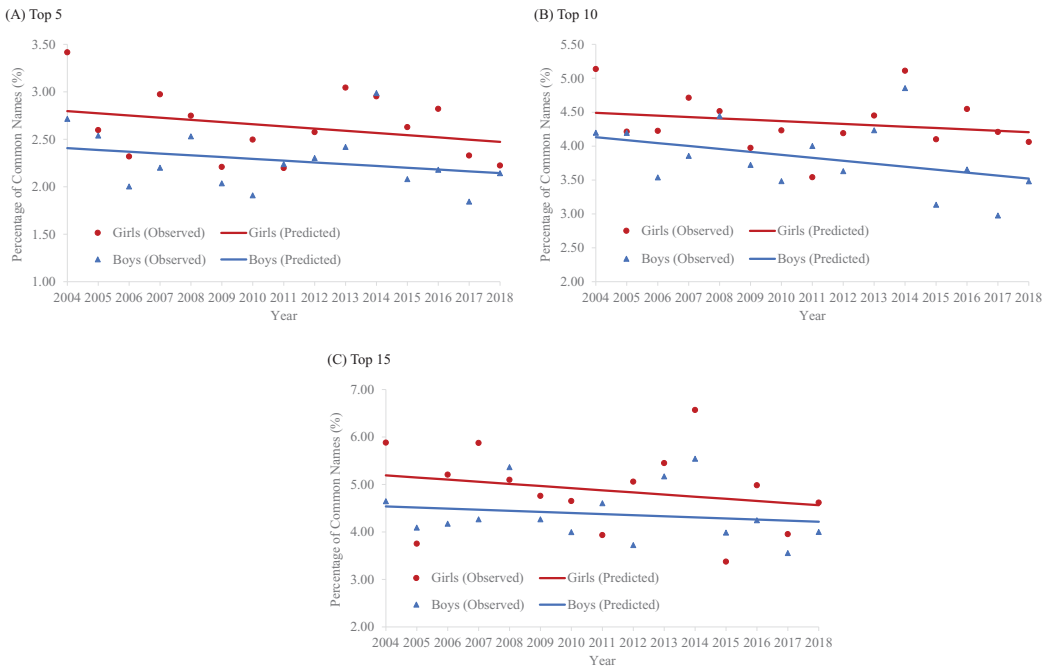 (A) Top 5
3.50
3.00
2.50
2.00
1.50
1.00
Percentage of Common Names (%)
Girls (Observed) Girls (Predicted)
Boys (Observed) Boys (Predicted)
2004 2005 2006 2007 2008 2009 2010 2011 2012 2013 2014 2015 2016 2017 2018
Year
(B) Top 10
5.50
5.00
4.50
4.00
3.50
3.00
2.50
2.00
Percentage of Common Names (%)
Girls (Observed) Girls (Predicted)
Boys (Observed) Boys (Predicted)
2004 2005 2006 2007 2008 2009 2010 2011 2012 2013 2014 2015 2016 2017 2018
Year
(C) Top 15
7.00
6.00
5.00
4.00
3.00
2.00
Percentage of Common Names (%)
Girls (Observed) Girls (Predicted)
Boys (Observed) Boys (Predicted)
2004 2005 2006 2007 2008 2009 2010 2011 2012 2013 2014 2015 2016 2017 2018
Year